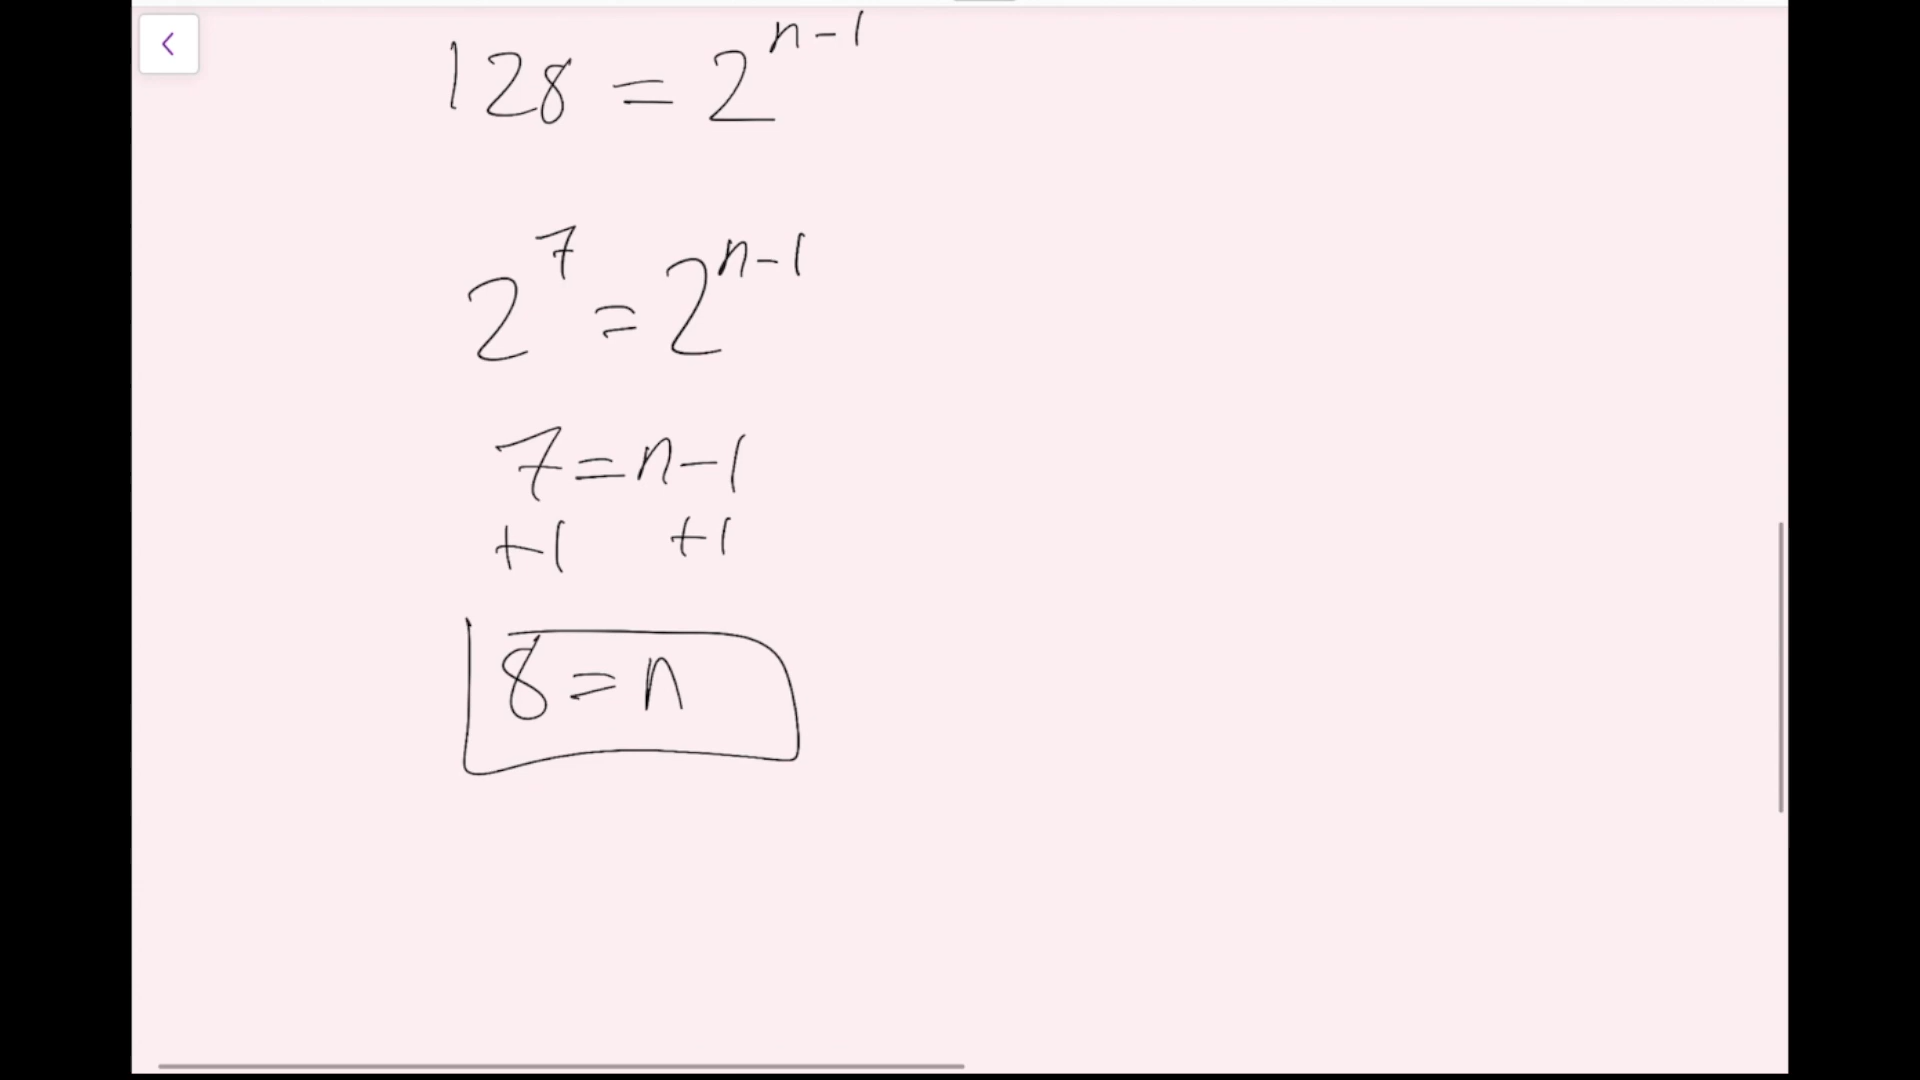 128 = 2^{n-1}
2^7 = 2^{n-1}
7 = n-1
+1 +1
8 = n